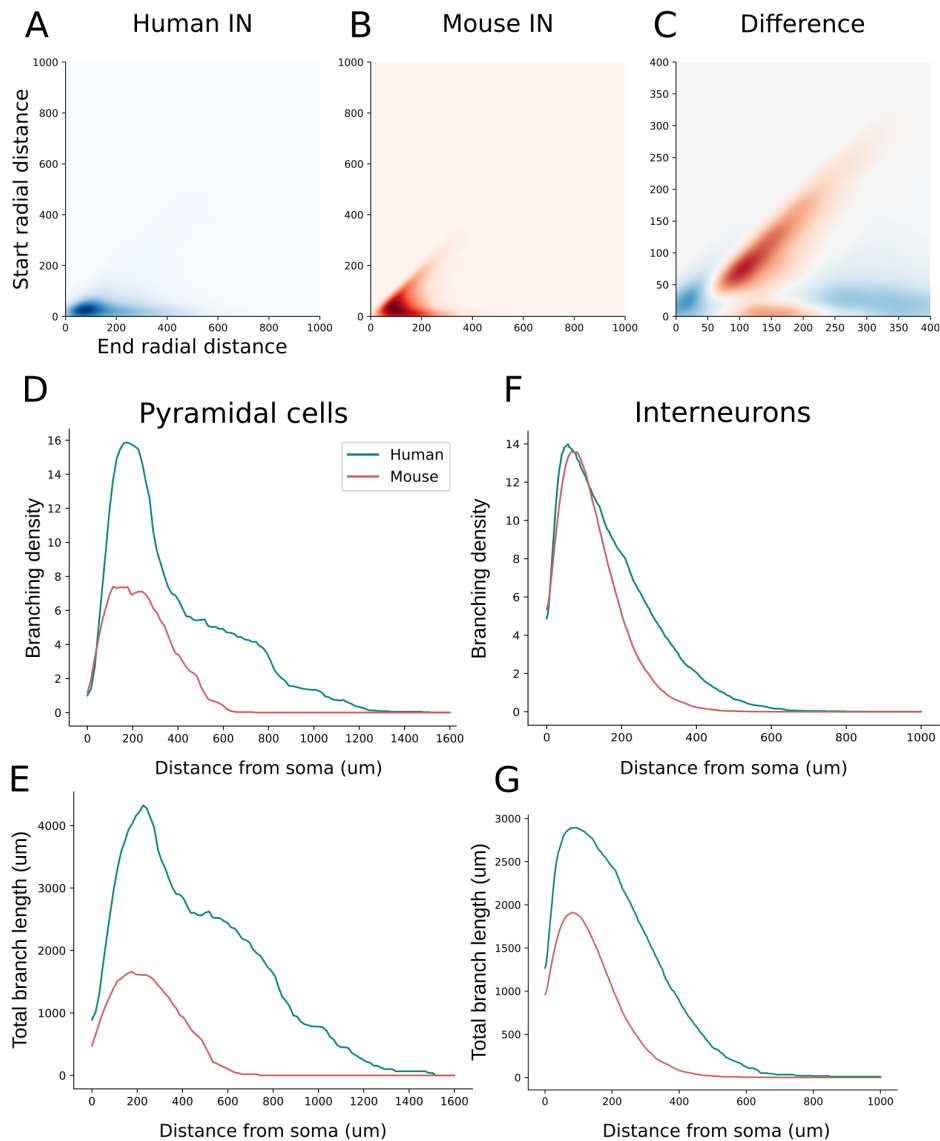 A Human IN
B Mouse IN
C Difference
1000
800
600
400
200
0
0 200 400 600 800 1000
Start radial distance
End radial distance
1000
800
600
400
200
0
0 200 400 600 800 1000
400
350
300
250
200
150
100
50
0
0 50 100 150 200 250 300 350 400
D
Pyramidal cells
Human
Mouse
16
14
12
10
8
6
4
2
0
0 200 400 600 800 1000 1200 1400 1600
Branching density
Distance from soma (um)
F
Interneurons
14
12
10
8
6
4
2
0
0 200 400 600 800 1000
Branching density
Distance from soma (um)
E
4000
3000
2000
1000
0
0 200 400 600 800 1000 1200 1400 1600
Total branch length (um)
Distance from soma (um)
G
3000
2500
2000
1500
1000
500
0
0 200 400 600 800 1000
Total branch length (um)
Distance from soma (um)